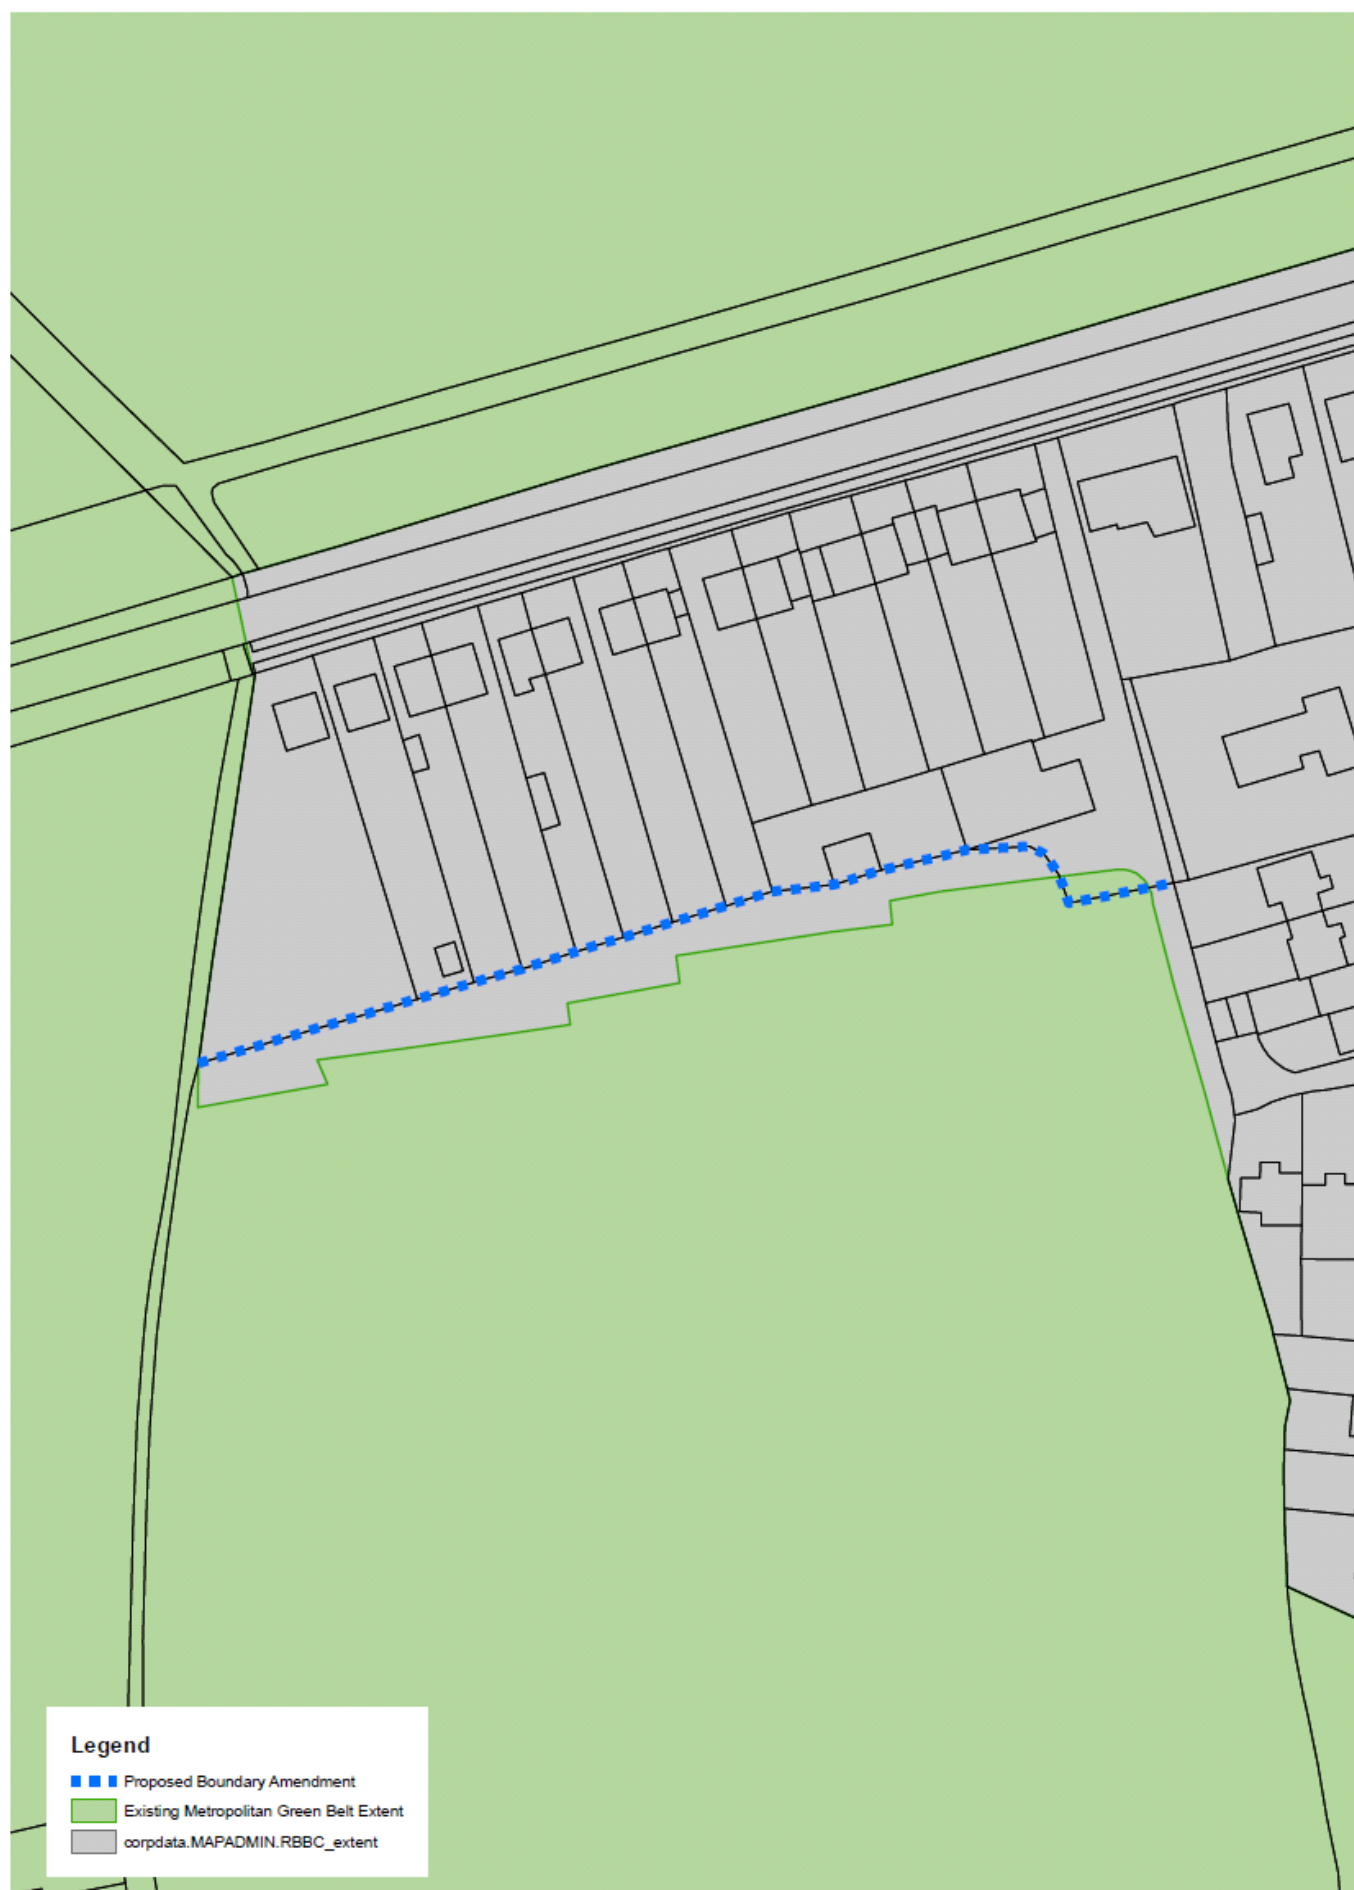 Legend
Proposed Boundary Amendment
Existing Metropolitan Green Belt Extent
corpdata.MAPADMIN.RBBC_extent